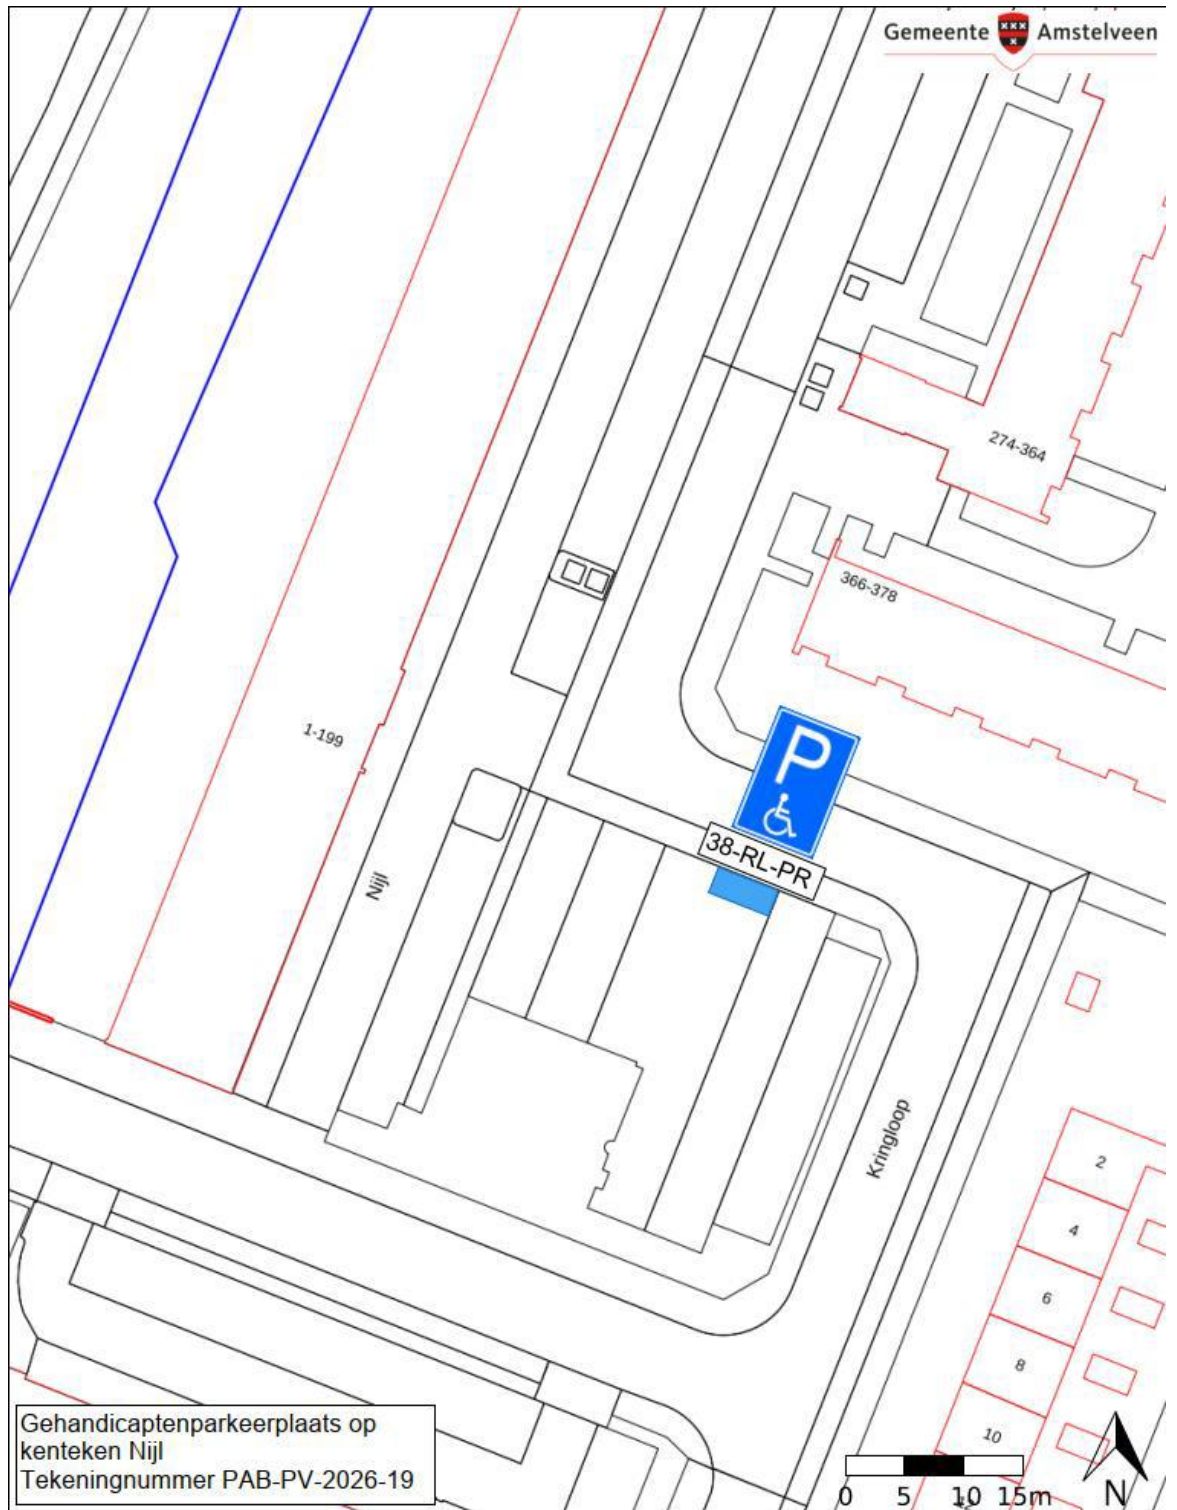 Gemeente Amstelveen
274-364
366-378
1-199
P
38-RL-PR
Nijl
Kringloop
2
4
6
8
10
Gehandicaptenparkeerplaats op
kenteken Nijl
Tekeningnummer PAB-PV-2026-19
0 5 10 15m
N